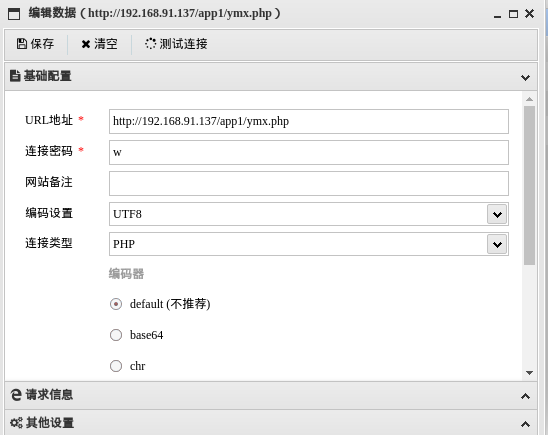 编辑数据 ( http://192.168.91.137/app1/ymx.php )
保存 清空 测试连接
基础配置
URL地址 * http://192.168.91.137/app1/ymx.php
连接密码 * w
网站备注
编码设置 UTF8
连接类型 PHP
编码器
default (不推荐)
base64
chr
请求信息
其他设置